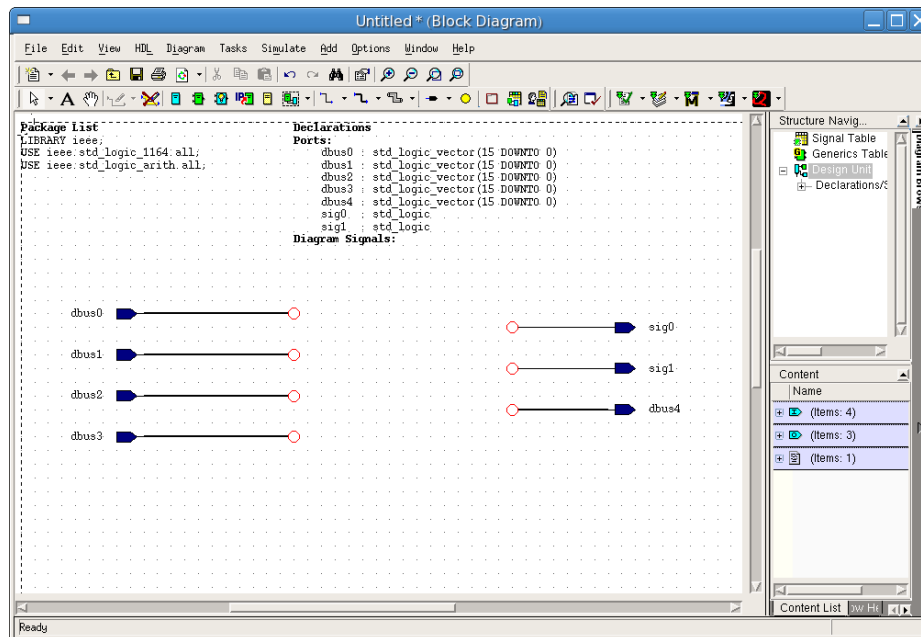 Untitled * (Block Diagram)
File Edit View HDL Diagram Tasks Simulate Add Options Window Help
Package List
LIBRARY ieee;
USE ieee.std_logic_1164.all;
USE ieee.std_logic_arith.all;
Declarations
Ports:
dbus0 : std_logic_vector(15 DOWNTO 0)
dbus1 : std_logic_vector(15 DOWNTO 0)
dbus2 : std_logic_vector(15 DOWNTO 0)
dbus3 : std_logic_vector(15 DOWNTO 0)
dbus4 : std_logic_vector(15 DOWNTO 0)
sig0 : std_logic
sig1 : std_logic
Diagram Signals:
dbus0
dbus1
dbus2
dbus3
sig0
sig1
dbus4
Structure Navig...
Signal Table
Generics Table
Design Unit
Declarations/S
Content
Name
(Items: 4)
(Items: 3)
(Items: 1)
Content List
Ready